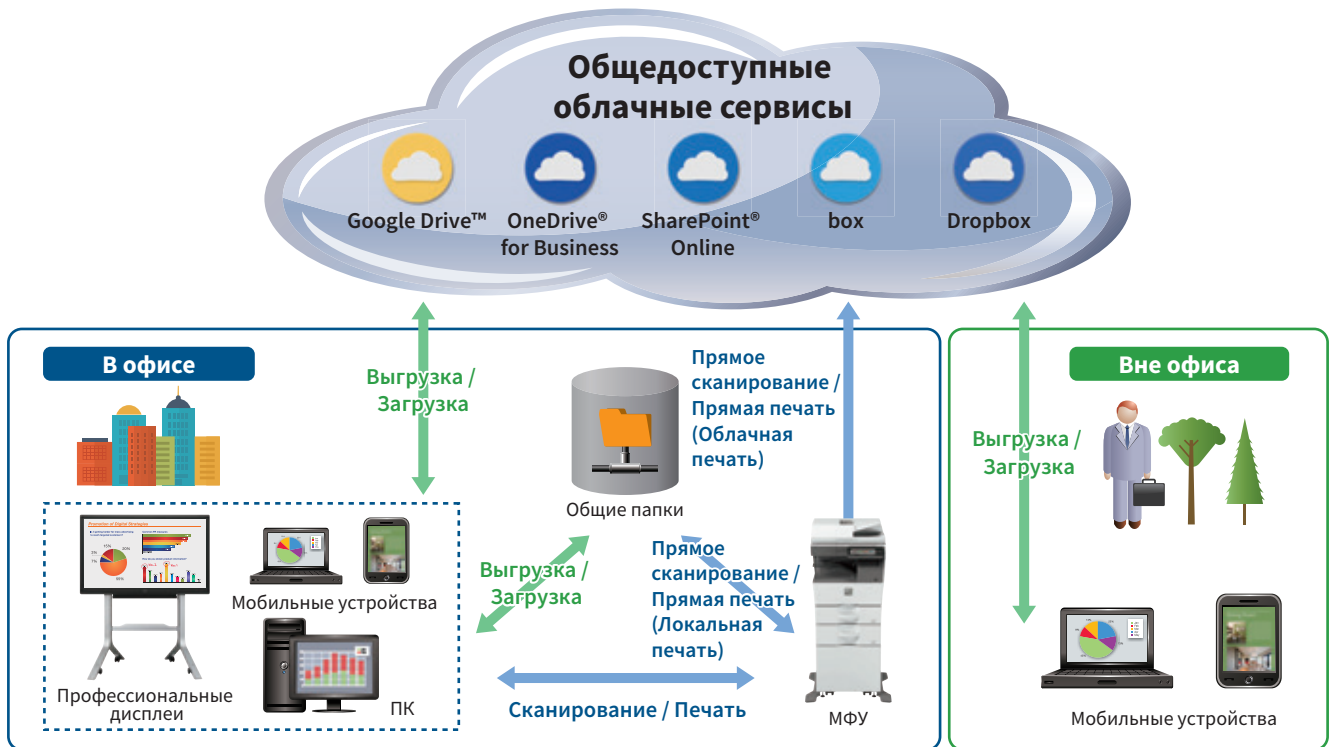 Общедоступные
облачные сервисы
Google Drive™
OneDrive®
for Business
SharePoint®
Online
box
Dropbox
В офисе
Выгрузка /
Загрузка
Прямое
сканирование /
Прямая печать
(Облачная
печать)
Общие папки
Вне офиса
Выгрузка /
Загрузка
Мобильные устройства
Выгрузка /
Загрузка
Прямое
сканирование /
Прямая печать
(Локальная
печать)
Профессиональные
дисплеи
ПК
Сканирование / Печать
МФУ
Мобильные устройства